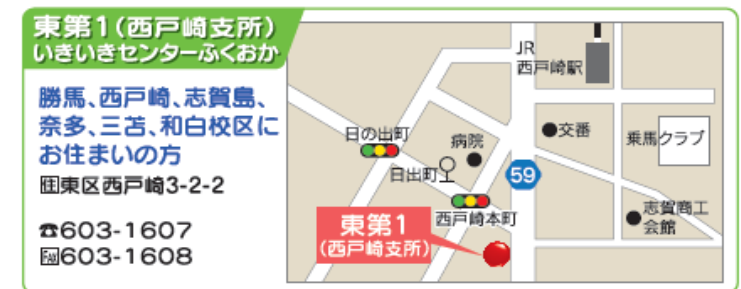 東第1(西戸崎支所)
いきいきセンターふくおか
勝馬、西戸崎、志賀島、
奈多、三苫、和白校区に
お住まいの方
住東区西戸崎3-2-2
☎603-1607
FAX603-1608
JR
西戸崎駅
日の出町
病院
交番
乗馬クラブ
日出町
59
西戸崎本町
志賀商工
会館
東第1
(西戸崎支所)